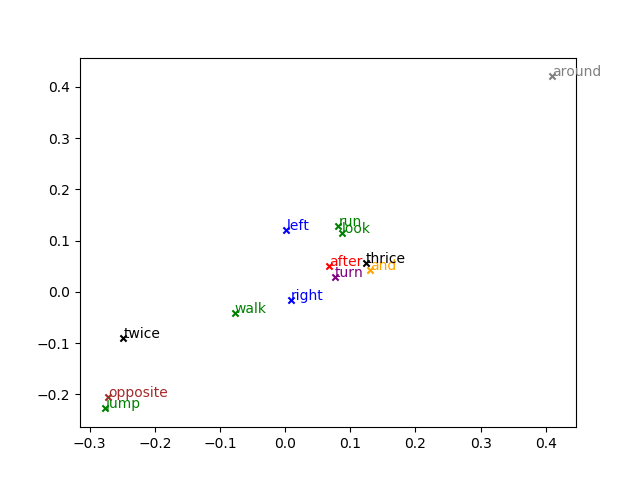 around
0.4
0.3
0.2
run
left
look
0.1
thrice
after
and
turn
0.0
right
walk
twice
−0.1
opposite
jump
−0.2
−0.3 −0.2 −0.1 0.0 0.1 0.2 0.3 0.4